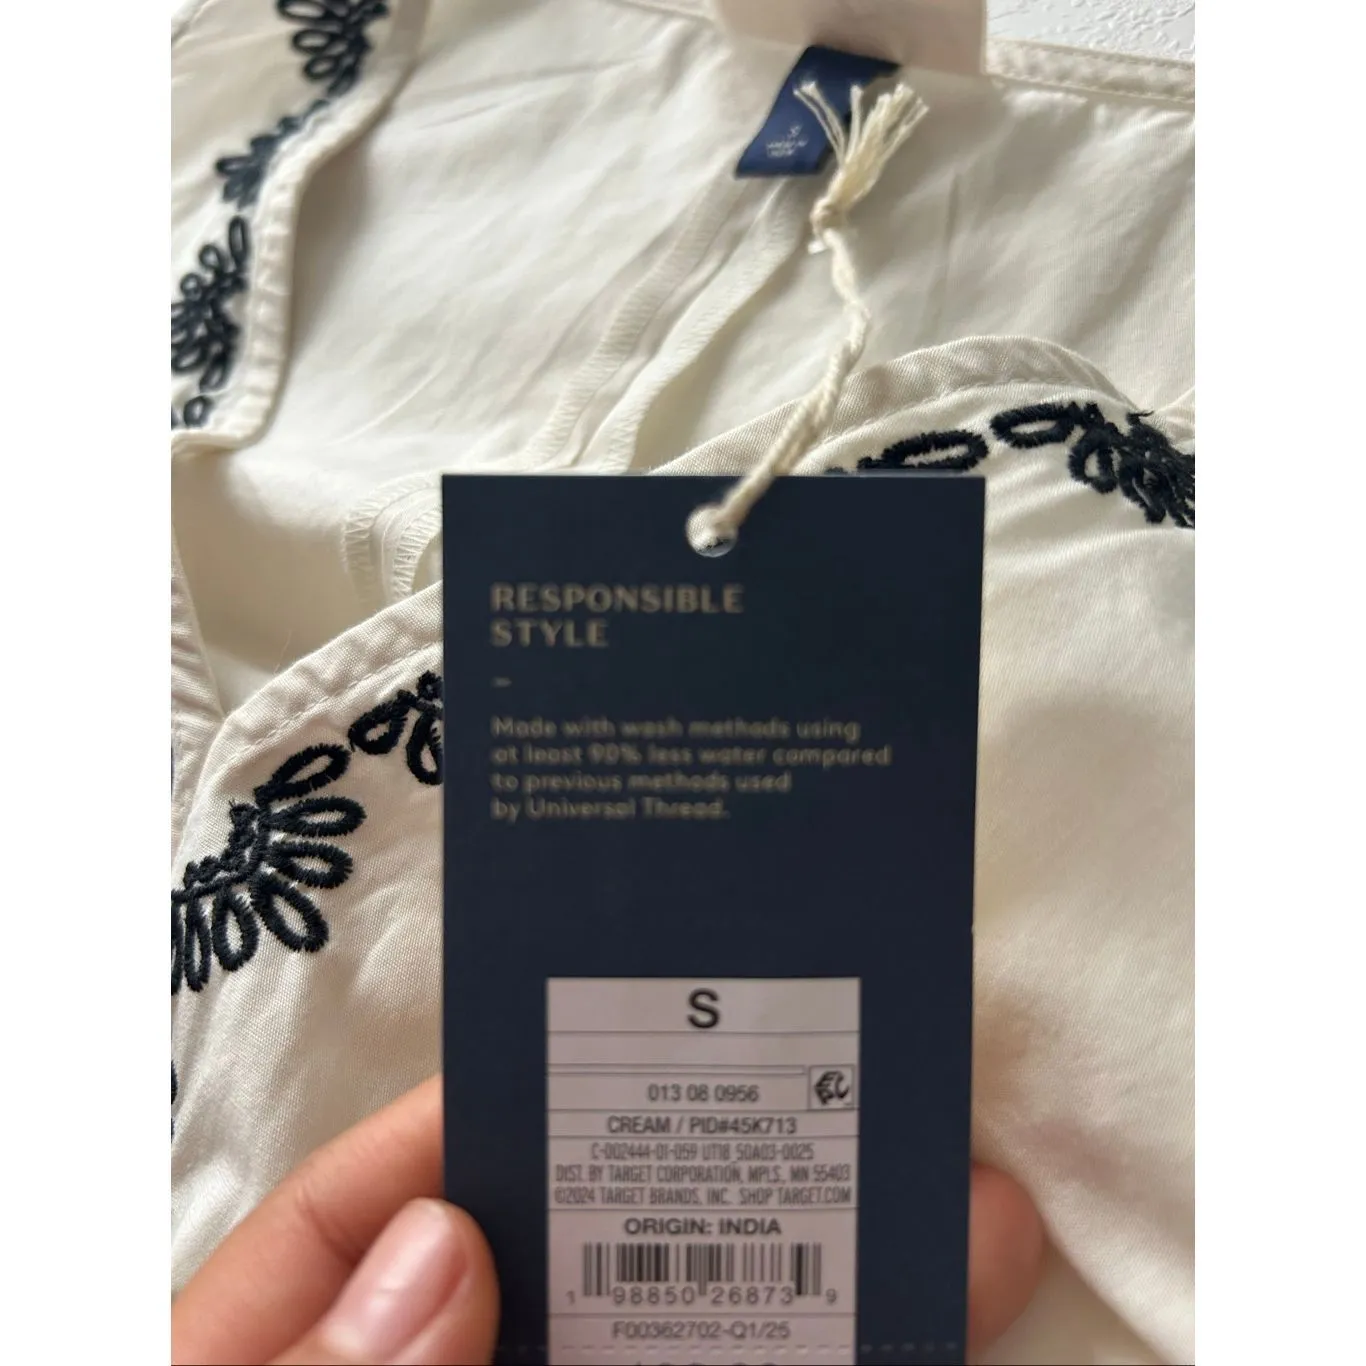 S
RESPONSIBLE
STYLE
–
Made with wash methods using
at least 90% less water compared
to previous methods used
by Universal Thread.
S
013 08 0956
CREAM / PID#45K713
C-002444-01-059 UT18 SOA03-0025
DIST. BY TARGET CORPORATION, MPLS., MN 55403
©2024 TARGET BRANDS, INC. SHOP TARGET.COM
ORIGIN: INDIA
1 98850 26873 9
F00362702-Q1/25